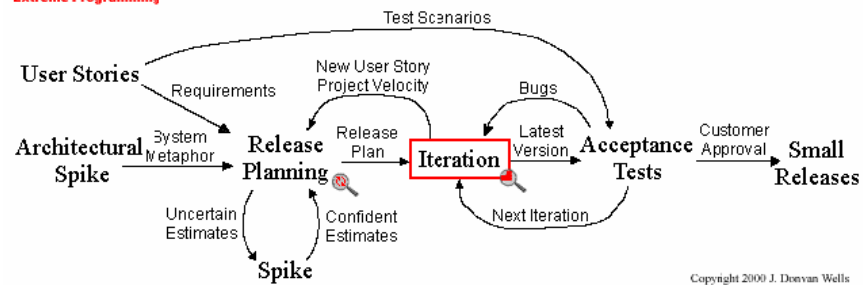 Extreme Programming
Test Scenarios
User Stories
Requirements
New User Story
Project Velocity
Bugs
Architectural
Spike
System
Metaphor
Release
Planning
Release
Plan
Iteration
Latest
Version
Acceptance
Tests
Customer
Approval
Small
Releases
Uncertain
Estimates
Confident
Estimates
Next Iteration
Spike
Copyright 2000 J. Donvan Wells